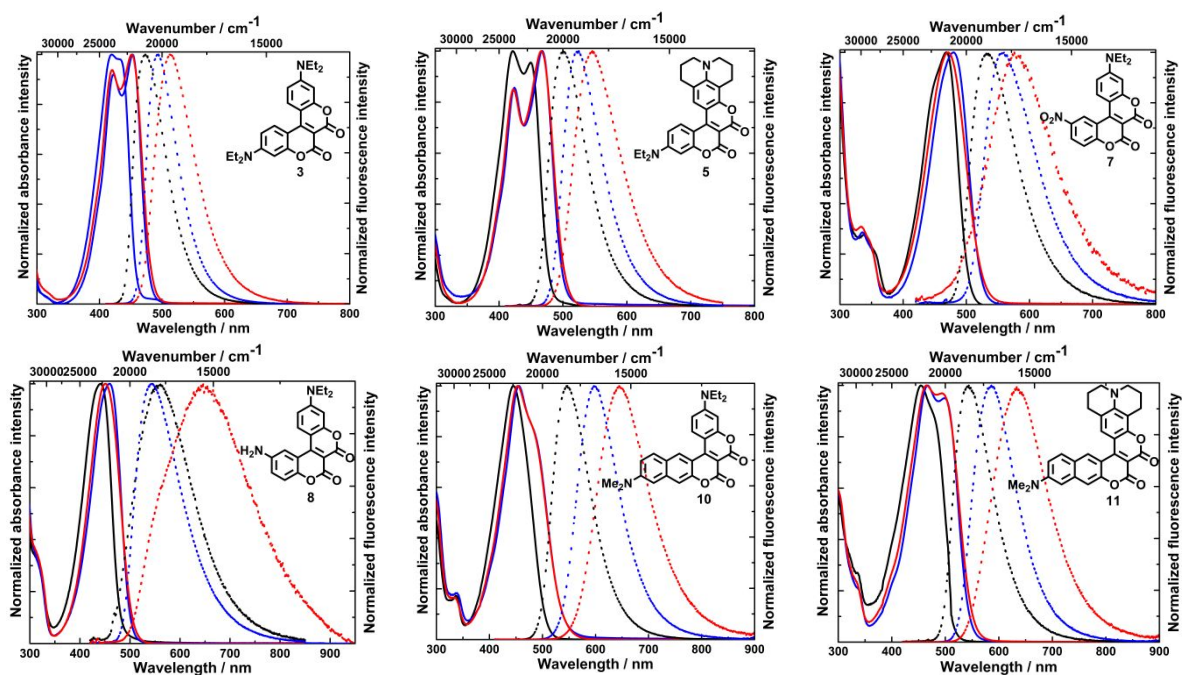 Wavenumber / cm-1
30000 25000 20000 15000
Normalized absorbance intensity
Normalized fluorescence intensity
NEt2
O
O
Et2N O O
3
300 400 500 600 700 800
Wavelength / nm
Wavenumber / cm-1
30000 25000 20000 15000
Normalized absorbance intensity
Normalized fluorescence intensity
N
O
O
Et2N O O
5
300 400 500 600 700 800
Wavelength / nm
Wavenumber / cm-1
30000 25000 20000 15000
Normalized absorbance intensity
Normalized fluorescence intensity
NEt2
O
O2N O
O O
7
300 400 500 600 700 800
Wavelength / nm
Wavenumber / cm-1
30000 25000 20000 15000
Normalized absorbance intensity
Normalized fluorescence intensity
NEt2
O
H2N O
O O
8
300 400 500 600 700 800 900
Wavelength / nm
Wavenumber / cm-1
30000 25000 20000 15000
Normalized absorbance intensity
Normalized fluorescence intensity
NEt2
O
O
Me2N O O
10
300 400 500 600 700 800 900
Wavelength / nm
Wavenumber / cm-1
30000 25000 20000 15000
Normalized absorbance intensity
Normalized fluorescence intensity
N
O
O
Me2N O O
11
300 400 500 600 700 800 900
Wavelength / nm